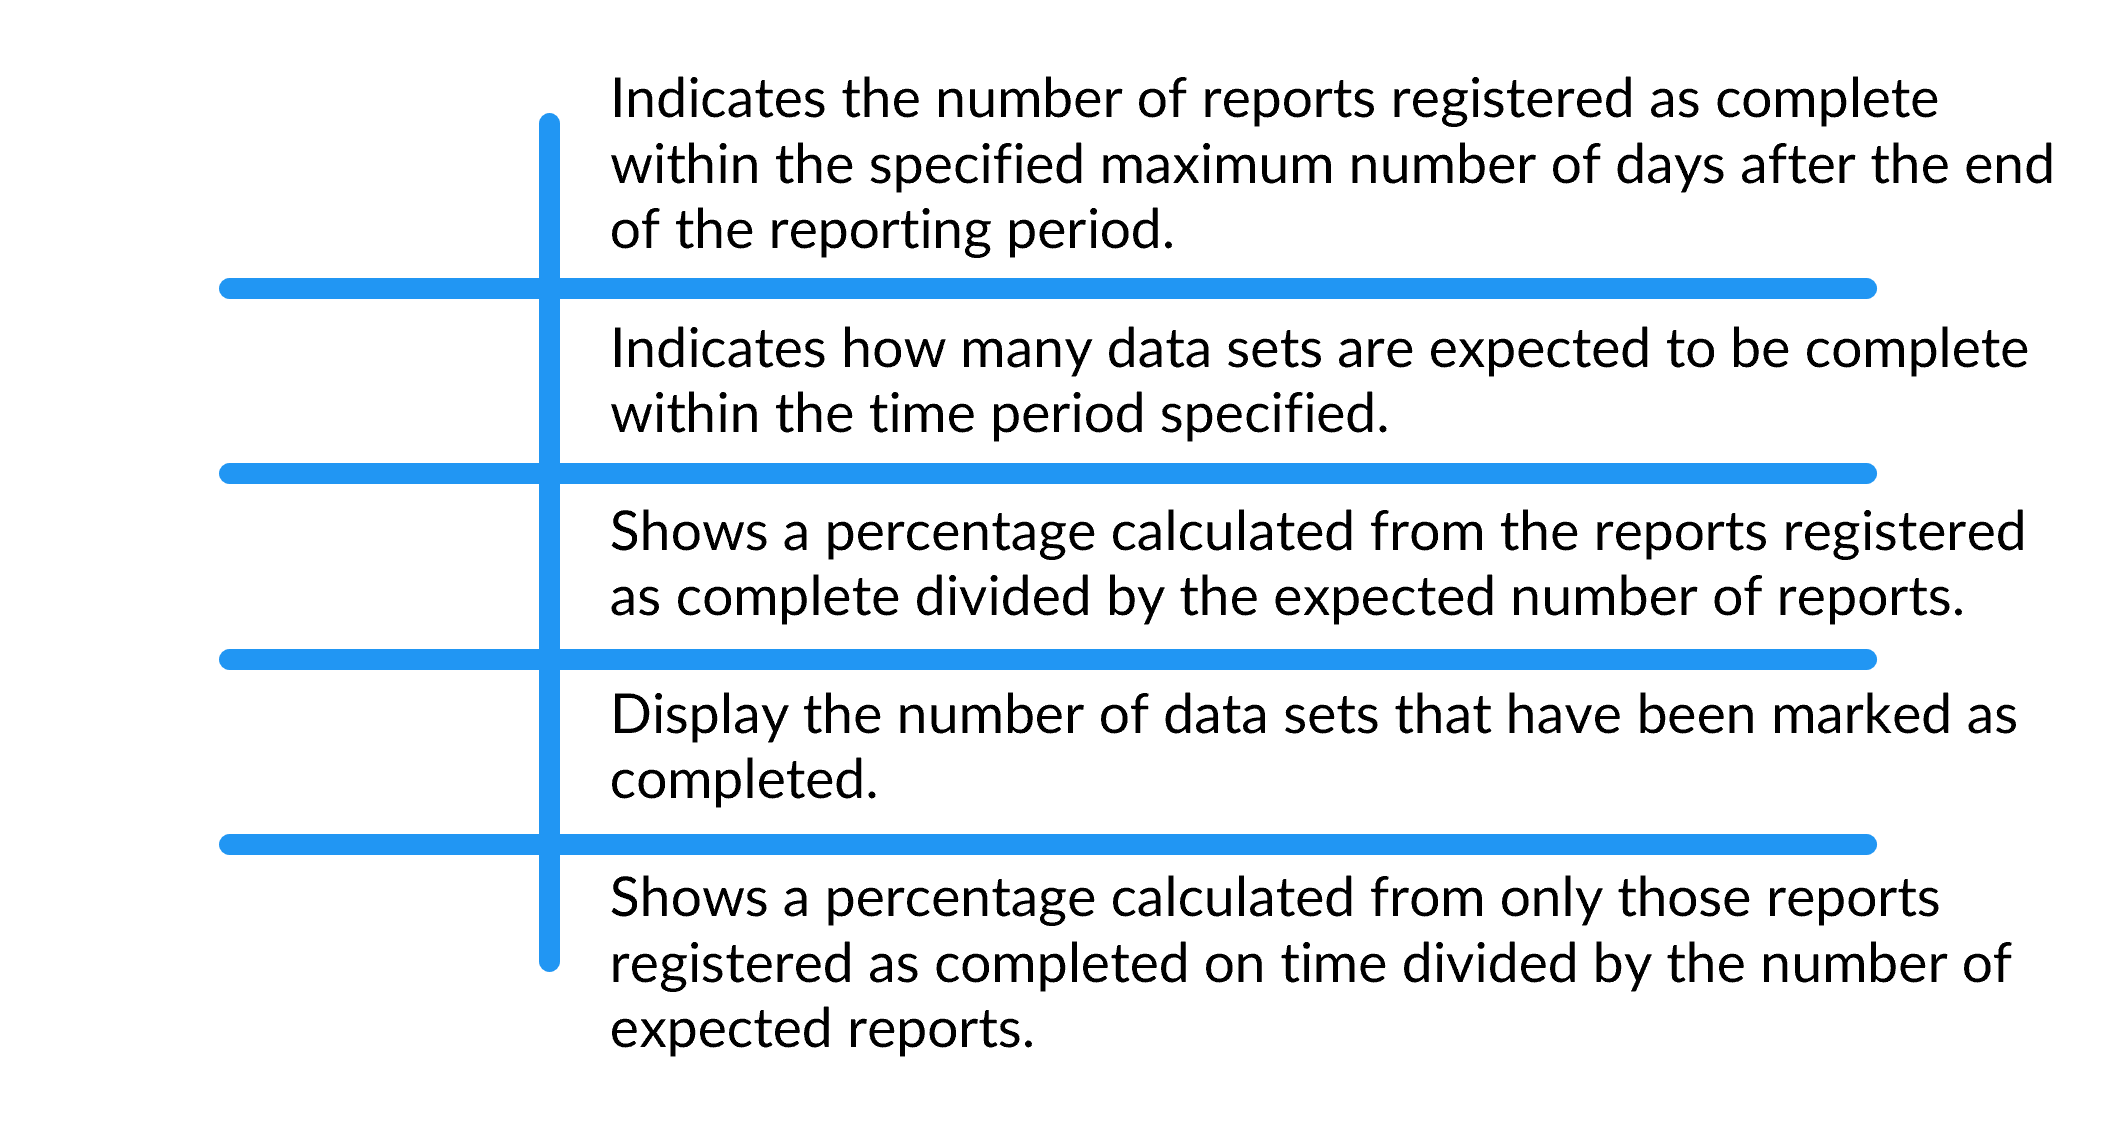 Indicates the number of reports registered as complete
within the specified maximum number of days after the end
of the reporting period.
Indicates how many data sets are expected to be complete
within the time period specified.
Shows a percentage calculated from the reports registered
as complete divided by the expected number of reports.
Display the number of data sets that have been marked as
completed.
Shows a percentage calculated from only those reports
registered as completed on time divided by the number of
expected reports.